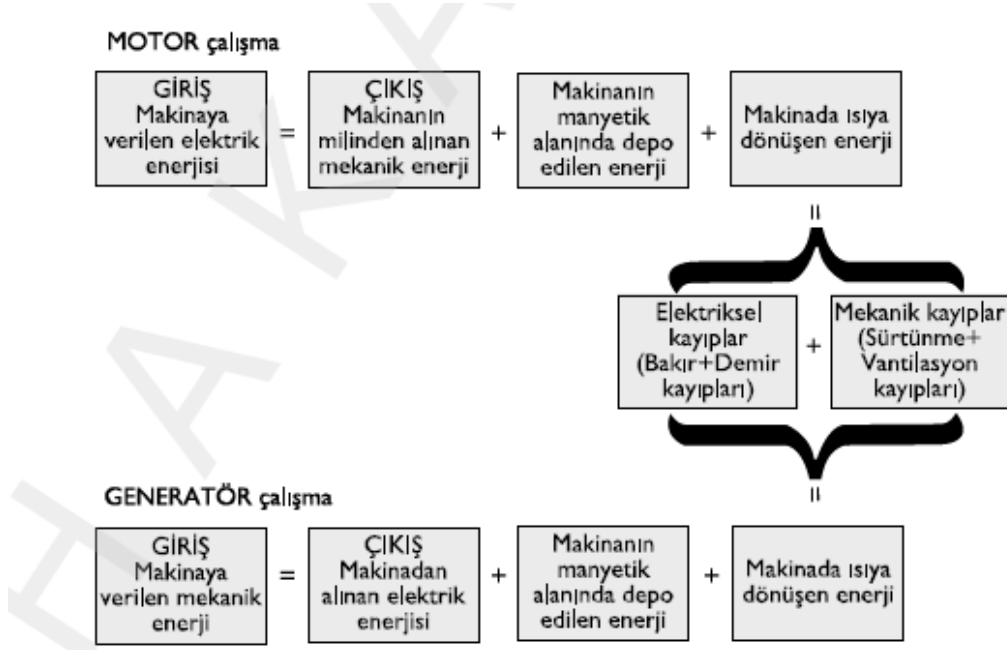 MOTOR çalışma
GİRİŞ
Makinaya
verilen elektrik
enerjisi
=
ÇIKIŞ
Makinanın
milinden alınan
mekanik enerji
+
Makinanın
manyetik
alanında depo
edilen enerji
+
Makinada ısıya
dönüşen enerji
=
Elektriksel
kayıplar
(Bakır+Demir
kayıpları)
+
Mekanik kayıplar
(Sürtünme+
Vantilasyon
kayıpları)
=
GENERATÖR çalışma
GİRİŞ
Makinaya
verilen mekanik
enerji
=
ÇIKIŞ
Makinadan
alınan elektrik
enerjisi
+
Makinanın
manyetik
alanında depo
edilen enerji
+
Makinada ısıya
dönüşen enerji
HAKA